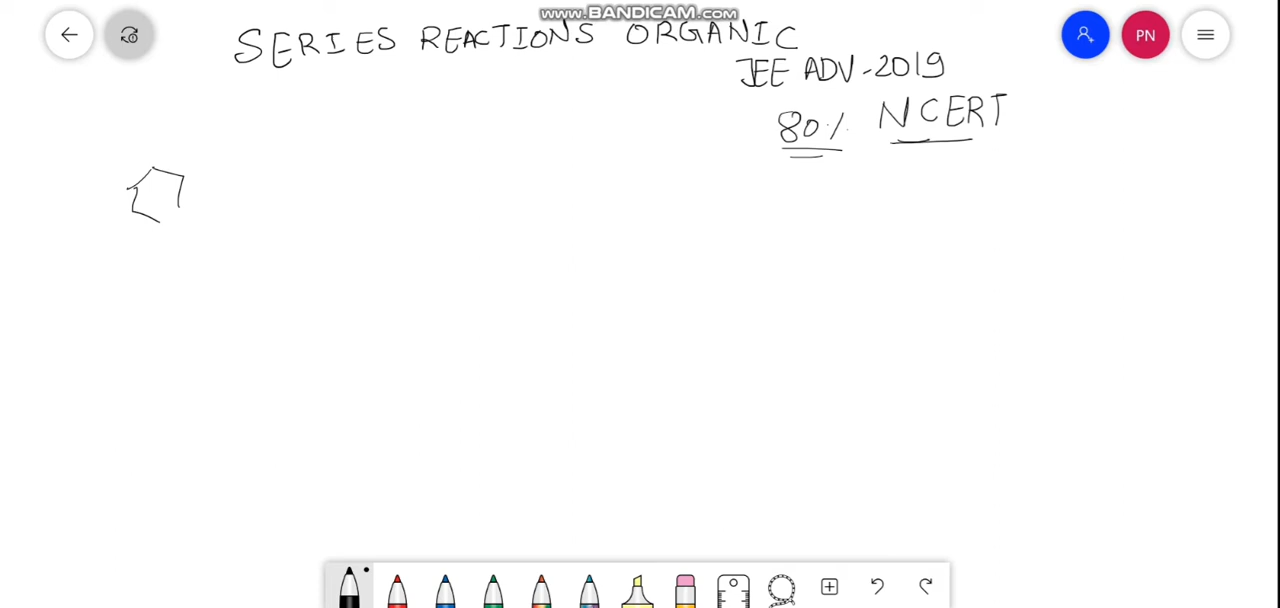 www.BANDICAM.com
SERIES REACTIONS ORGANIC
JEE ADV-2019
80% NCERT
PN